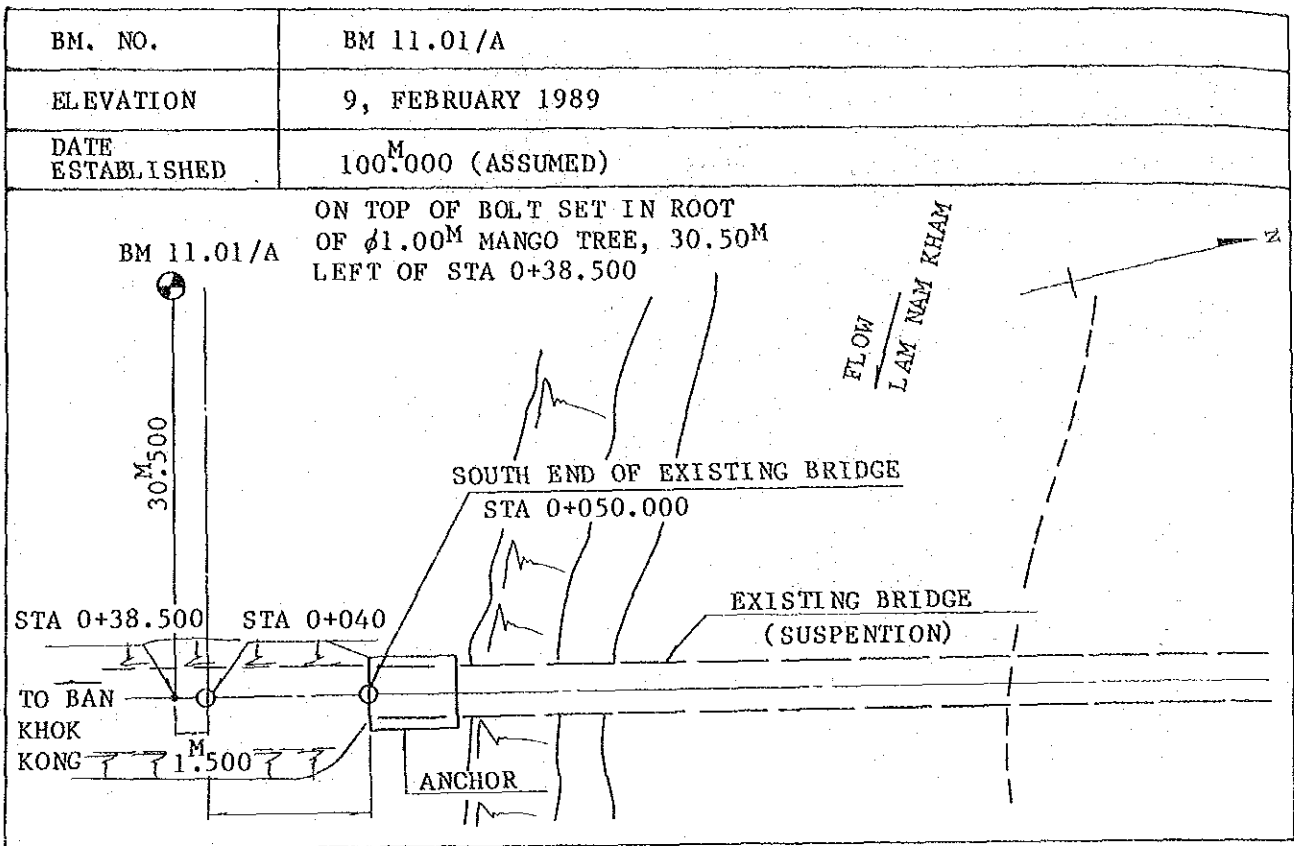 BM. NO. BM 11.01/A
ELEVATION 9, FEBRUARY 1989
DATE ESTABLISHED 100.M000 (ASSUMED)
ON TOP OF BOLT SET IN ROOT
OF ø1.00M MANGO TREE, 30.50M
LEFT OF STA 0+38.500
BM 11.01/A
N
FLOW
LAM NAM KHAM
30.M500
SOUTH END OF EXISTING BRIDGE
STA 0+050.000
EXISTING BRIDGE
(SUSPENTION)
STA 0+38.500
STA 0+040
TO BAN
KHOK
KONG
1.M500
ANCHOR